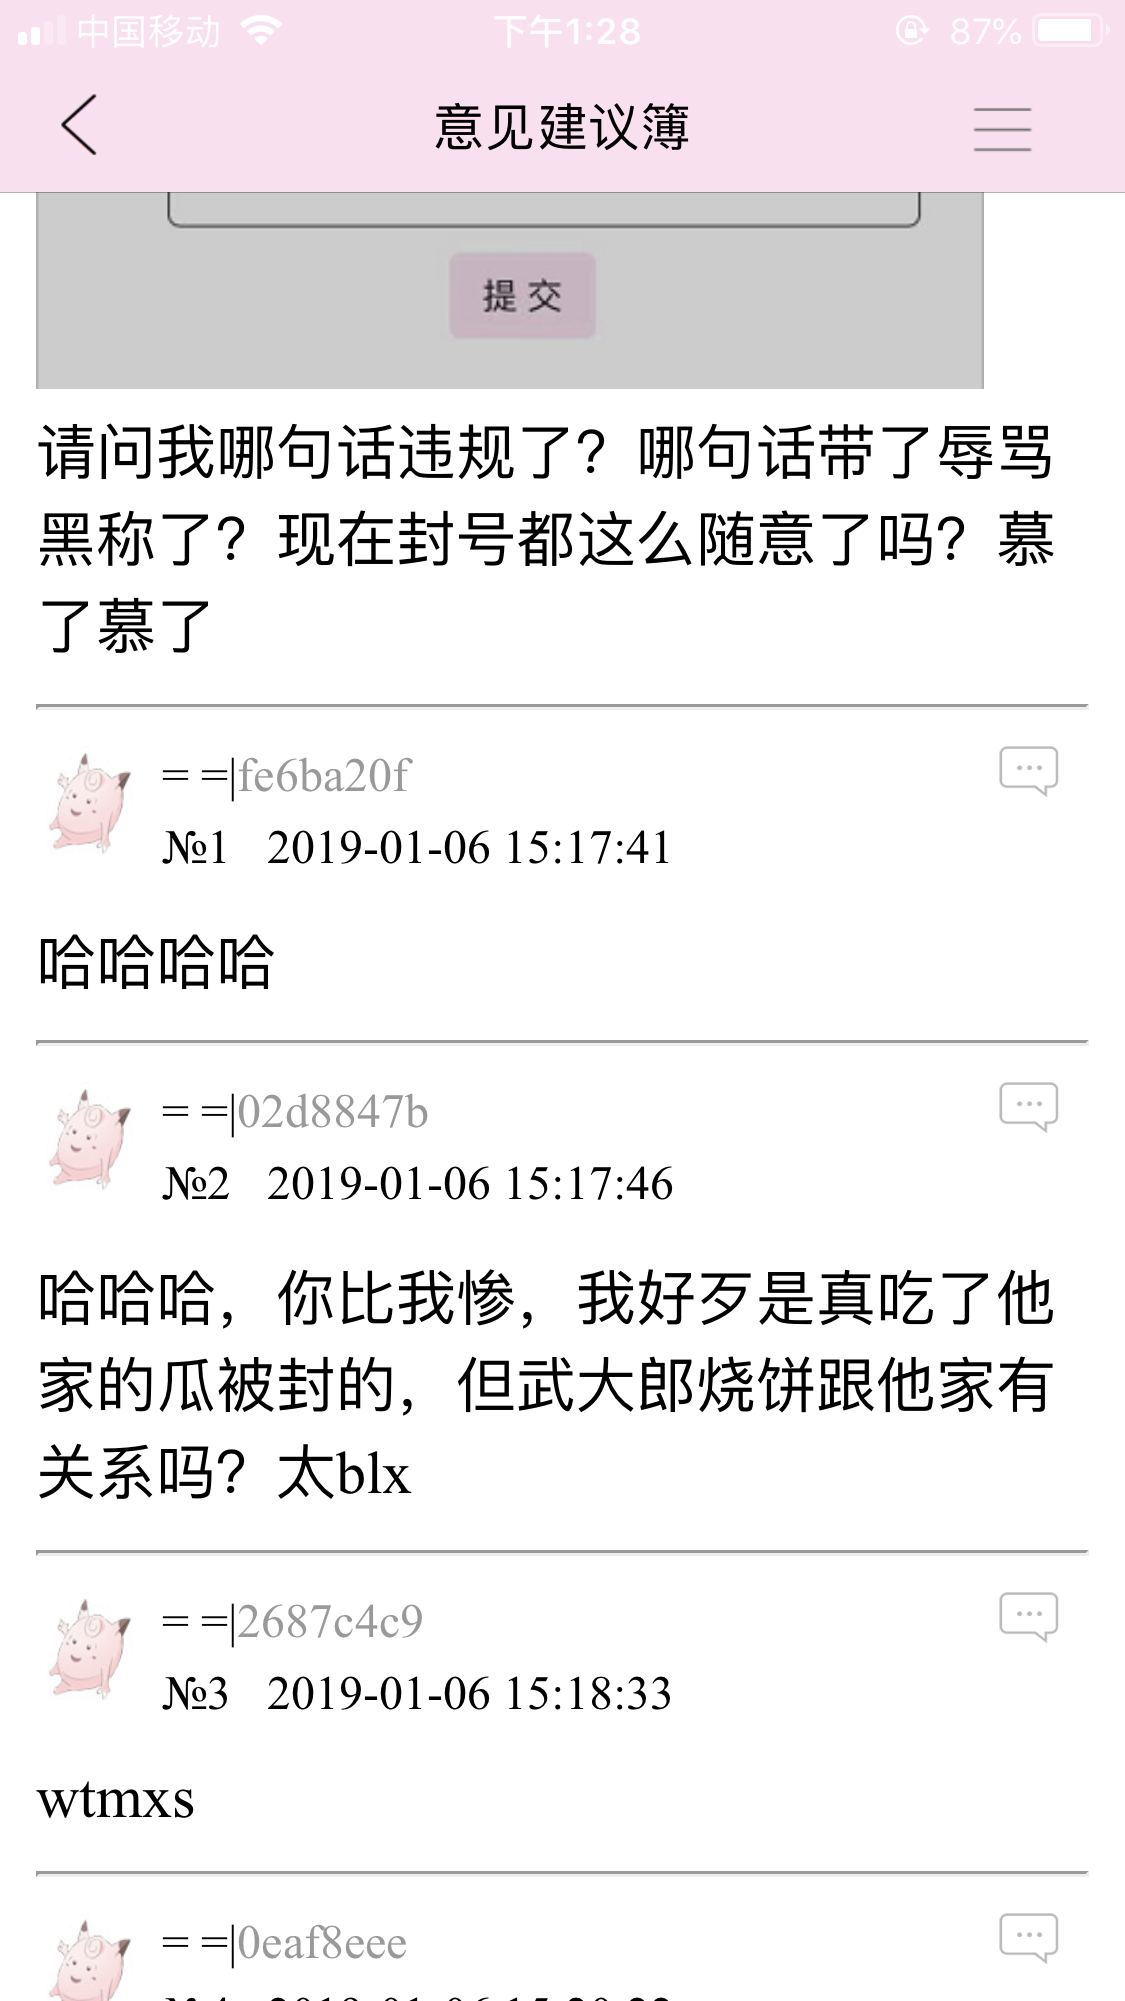 中国移动 下午1:28 87%
意见建议簿
提 交
请问我哪句话违规了？哪句话带了辱骂
黑称了？现在封号都这么随意了吗？慕
了慕了
= =|fe6ba20f
№1 2019-01-06 15:17:41
哈哈哈哈
= =|02d8847b
№2 2019-01-06 15:17:46
哈哈哈，你比我惨，我好歹是真吃了他
家的瓜被封的，但武大郎烧饼跟他家有
关系吗？太blx
= =|2687c4c9
№3 2019-01-06 15:18:33
wtmxs
= =|0eaf8eee